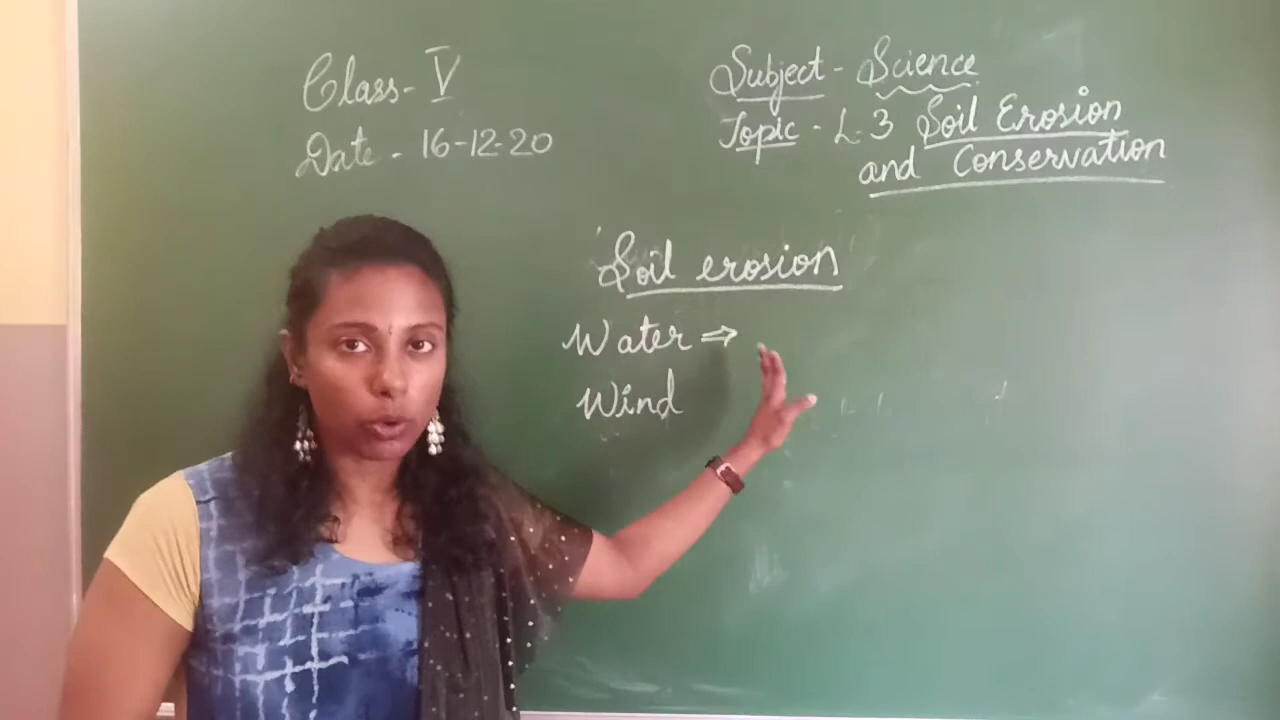 Class - V
Date - 16-12-20
Subject - Science
Topic - L.3 Soil Erosion
and Conservation
Soil erosion
Water ⇒
Wind